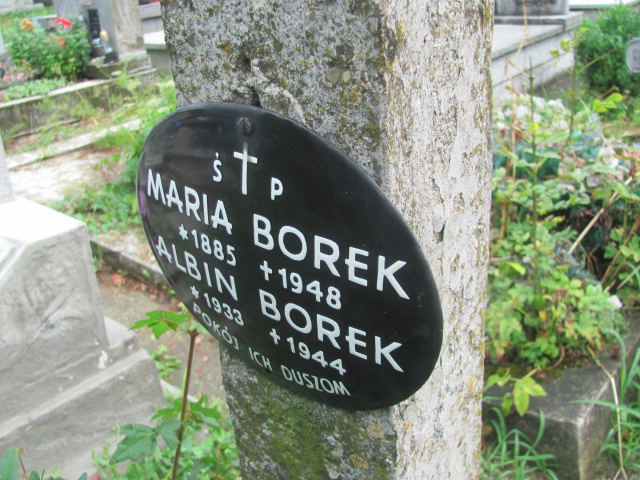 Ś † P
MARIA BOREK
*1885 †1948
ALBIN BOREK
*1933 †1944
POKÓJ ICH DUSZOM